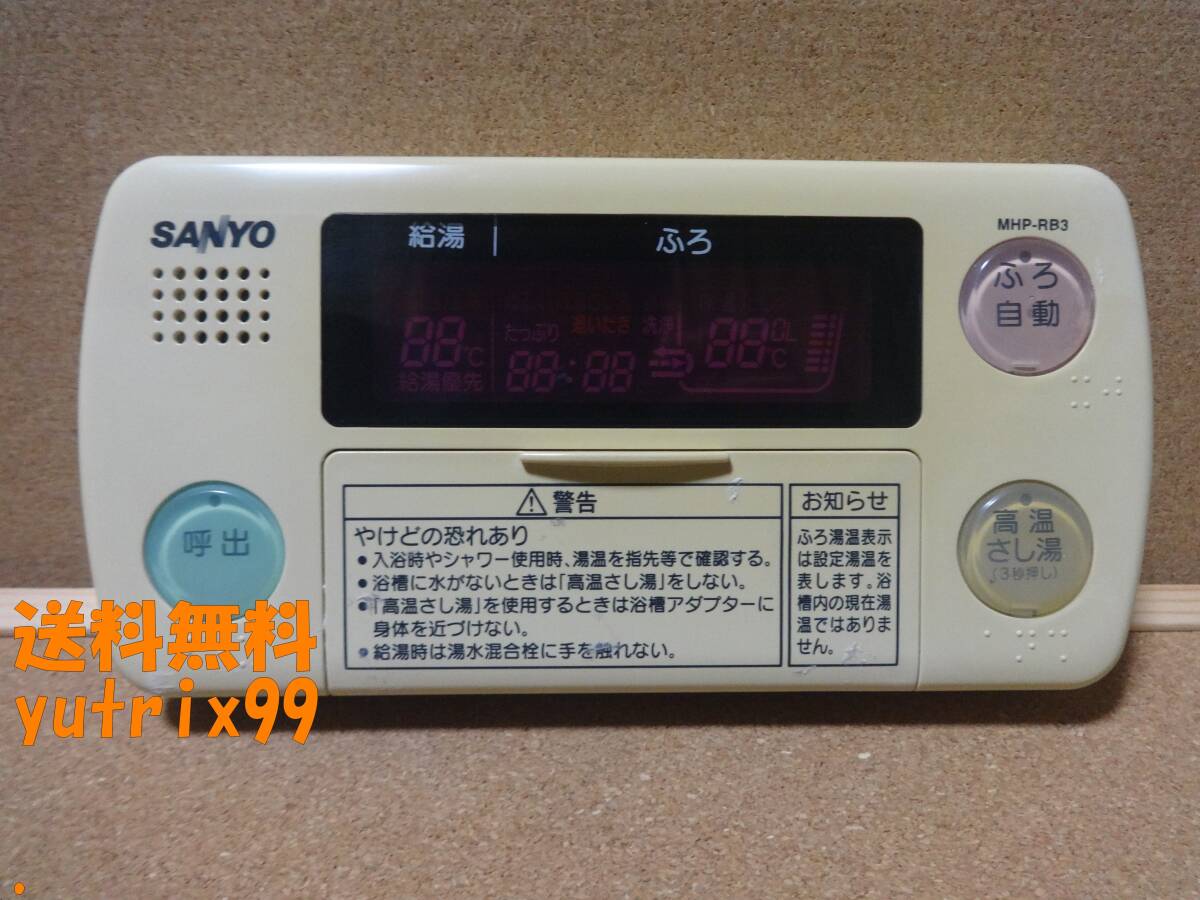 SANYO
給湯 ふろ
MHP-RB3
ふろ
自動
たっぷり 追いだき 洗浄
88℃ 88:88 88℃ 0L
給湯優先
呼出
高温
さし湯
(3秒押し)
⚠ 警告
やけどの恐れあり
●入浴時やシャワー使用時、湯温を指先等で確認する。
●浴槽に水がないときは「高温さし湯」をしない。
●「高温さし湯」を使用するときは浴槽アダプターに
身体を近づけない。
●給湯時は湯水混合栓に手を触れない。
お知らせ
ふろ湯温表示
は設定湯温を
表します。浴
槽内の現在湯
温ではありま
せん。
送料無料
yutrix99
.